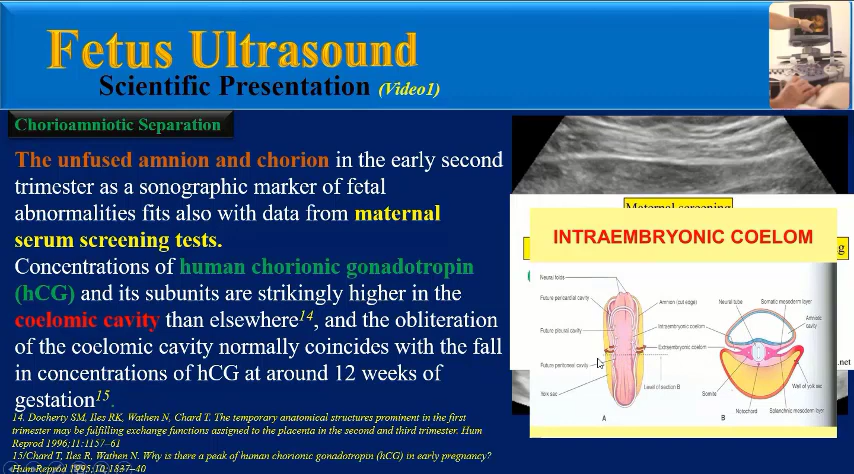 Fetus Ultrasound
Scientific Presentation (Video1)
Chorioamniotic Separation
The unfused amnion and chorion in the early second
trimester as a sonographic marker of fetal
abnormalities fits also with data from maternal
serum screening tests.
Concentrations of human chorionic gonadotropin
(hCG) and its subunits are strikingly higher in the
coelomic cavity than elsewhere14, and the obliteration
of the coelomic cavity normally coincides with the fall
in concentrations of hCG at around 12 weeks of
gestation15.
14. Docherty SM, Iles RK, Wathen N, Chard T. The temporary anatomical structures prominent in the first
trimester may be fulfilling exchange functions assigned to the placenta in the second and third trimester. Hum
Reprod 1996;11:1157–61
15/Chard T, Iles R, Wathen N. Why is there a peak of human chorionic gonadotropin (hCG) in early pregnancy?
Hum Reprod 1995;10:1837–40
Maternal screening
INTRAEMBRYONIC COELOM
Neural folds
Future pericardial cavity
Future pleural cavity
Future peritoneal cavity
Yolk sac
Amnion (cut edge)
Intraembryonic coelom
Extraembryonic coelom
Level of section B
A
Neural tube
Somatic mesoderm layer
Amniotic
cavity
Somite
Notochord
Splanchnic mesoderm layer
Wall of yolk sac
B
.net